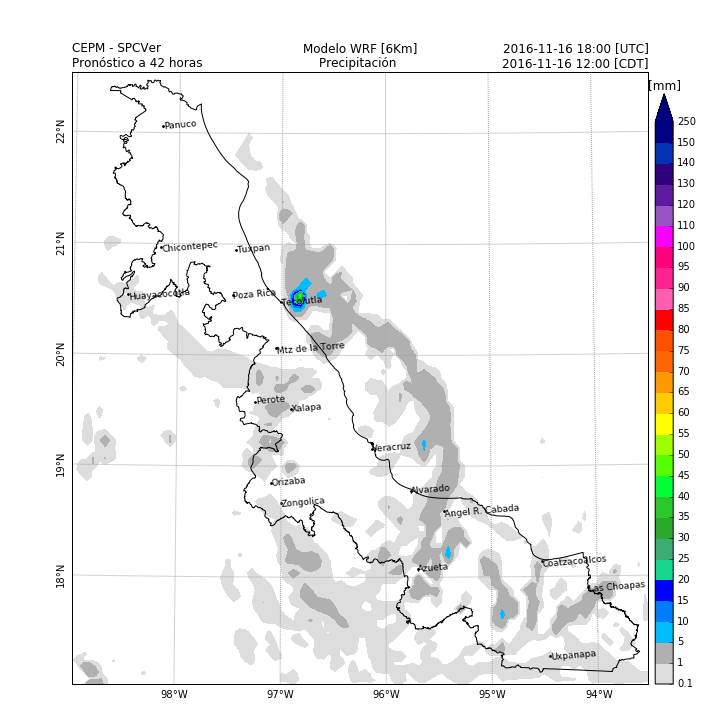 CEPM - SPCVer
Modelo WRF [6Km]
2016-11-16 18:00 [UTC]
Pronóstico a 42 horas
Precipitación
2016-11-16 12:00 [CDT]
[mm]
250
150
140
130
120
110
100
95
90
85
80
75
70
65
60
55
50
45
40
35
30
25
20
15
10
5
1
0.1
22°N
21°N
20°N
19°N
18°N
Panuco
Chicontepec
Tuxpan
Huayacocotla
Poza Rica
Tecolutla
Mtz de la Torre
Perote
Xalapa
Veracruz
Orizaba
Alvarado
Zongolica
Angel R. Cabada
Coatzacoalcos
Azueta
Las Choapas
Uxpanapa
98°W
97°W
96°W
95°W
94°W